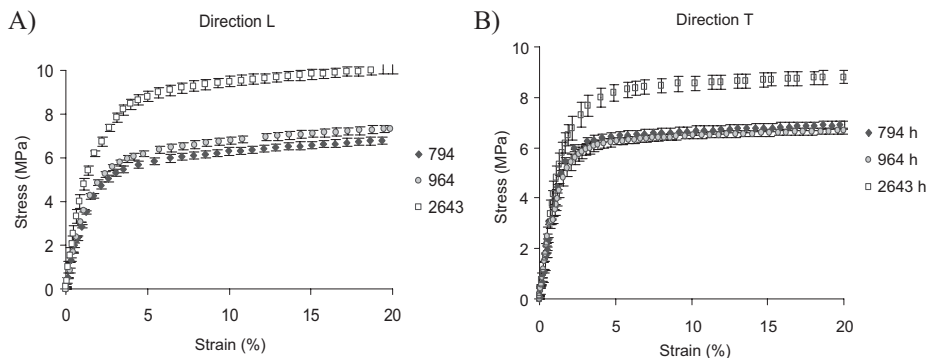 A)
Direction L
Stress (MPa)
10
8
6
4
2
0
0 5 10 15 20
Strain (%)
794
964
2643
B)
Direction T
Stress (MPa)
10
8
6
4
2
0
0 5 10 15 20
Strain (%)
794 h
964 h
2643 h